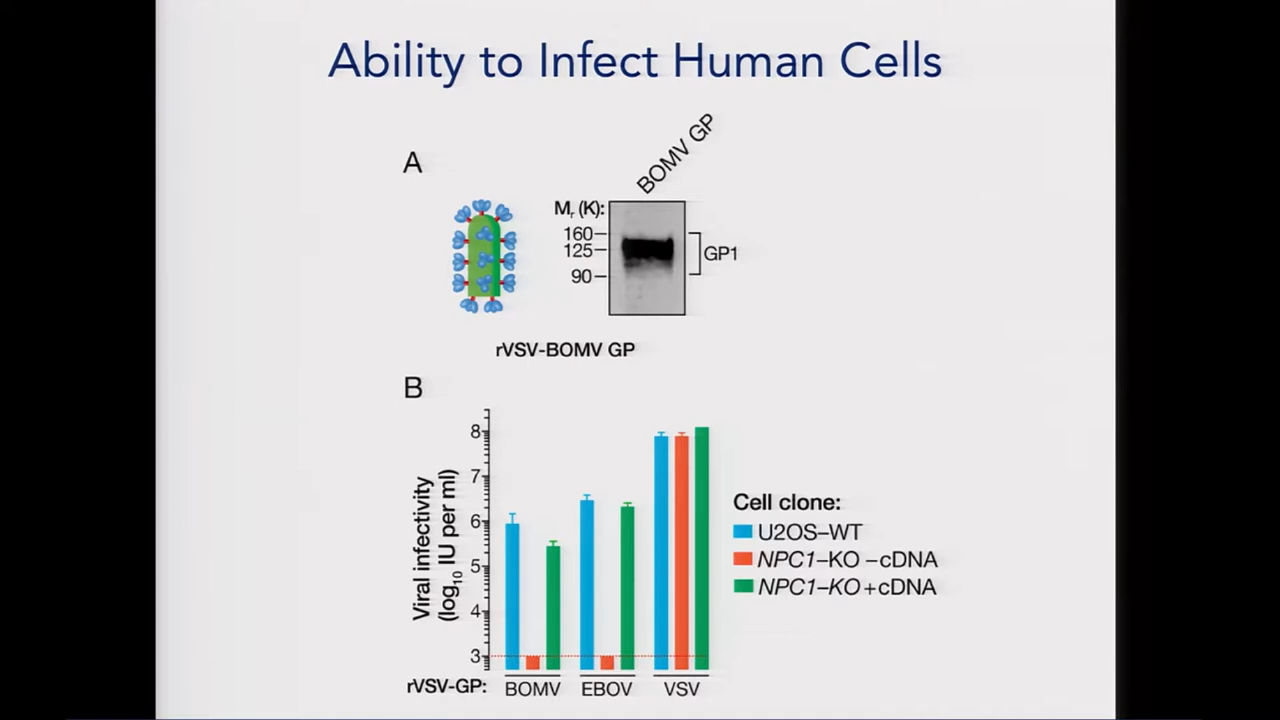 Ability to Infect Human Cells
A
BOMV GP
Mr (K):
160
125
90
GP1
rVSV-BOMV GP
B
Viral infectivity
(log10 IU per ml)
8
7
6
5
4
3
rVSV-GP:
BOMV
EBOV
VSV
Cell clone:
U2OS–WT
NPC1–KO –cDNA
NPC1–KO +cDNA